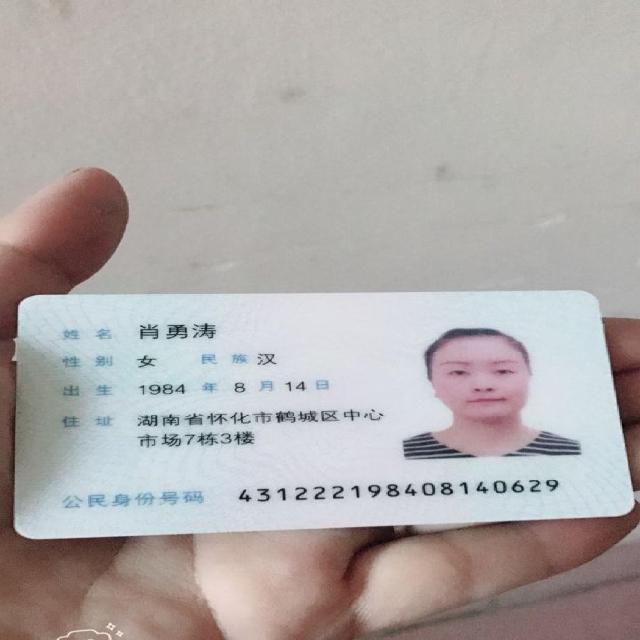 姓名 肖勇涛
性别 女 民族 汉
出生 1984 年 8 月 14 日
住址 湖南省怀化市鹤城区中心
市场7栋3楼
公民身份号码 431222198408140629